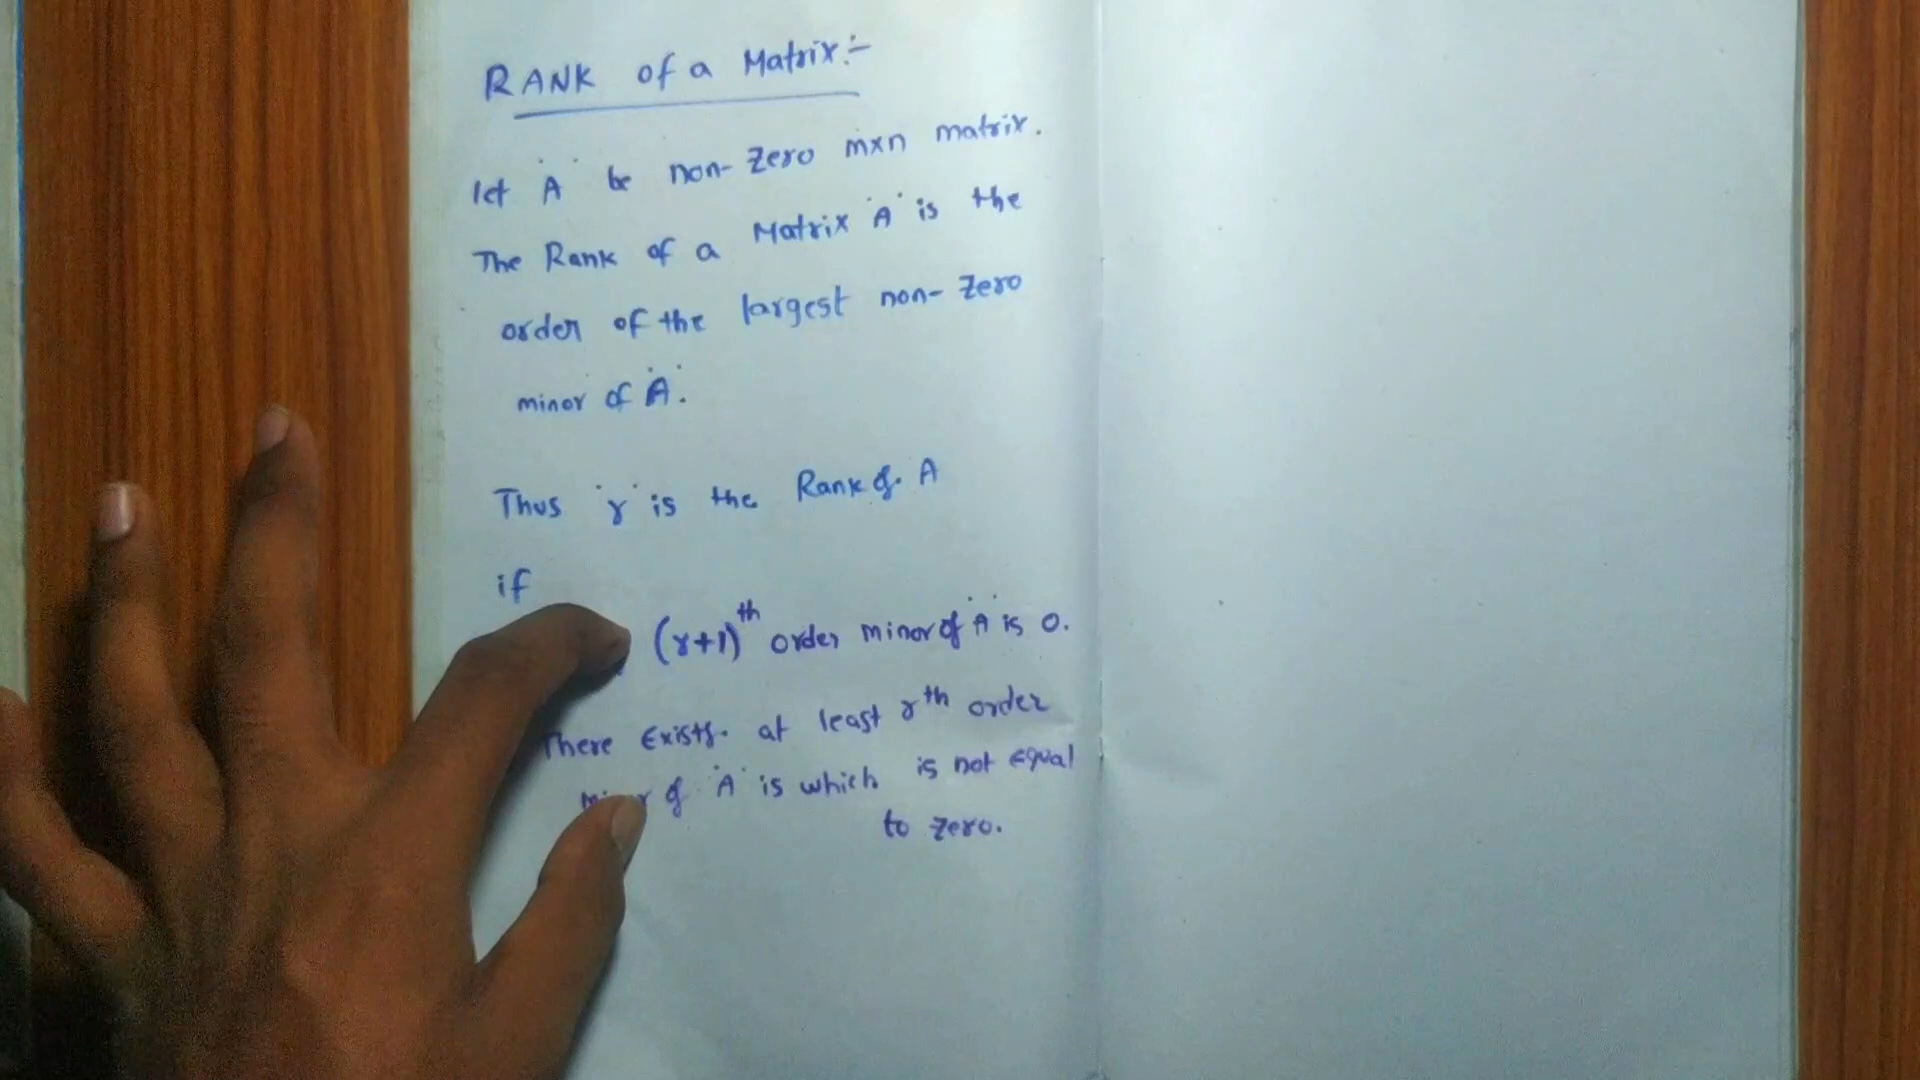 RANK of a Matrix:-
let 'A' be non-Zero mxn matrix.
The Rank of a Matrix 'A' is the
order of the largest non-Zero
minor of 'A'.
Thus 'r' is the Rank of A
if
(r+1)th order minor of 'A' is 0.
There Exists. at least rth order
minor of 'A' is which is not Equal
to zero.